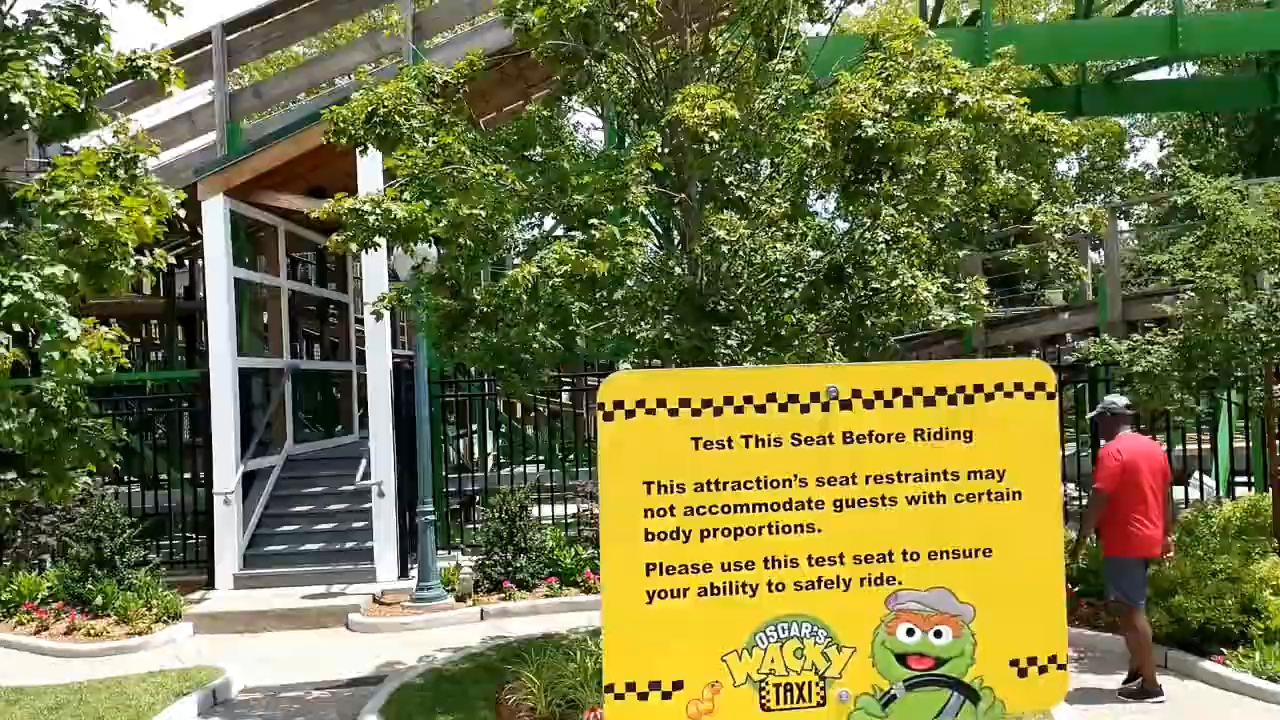 Test This Seat Before Riding
This attraction's seat restraints may
not accommodate guests with certain
body proportions.
Please use this test seat to ensure
your ability to safely ride.
OSCAR'S
WACKY
TAXI